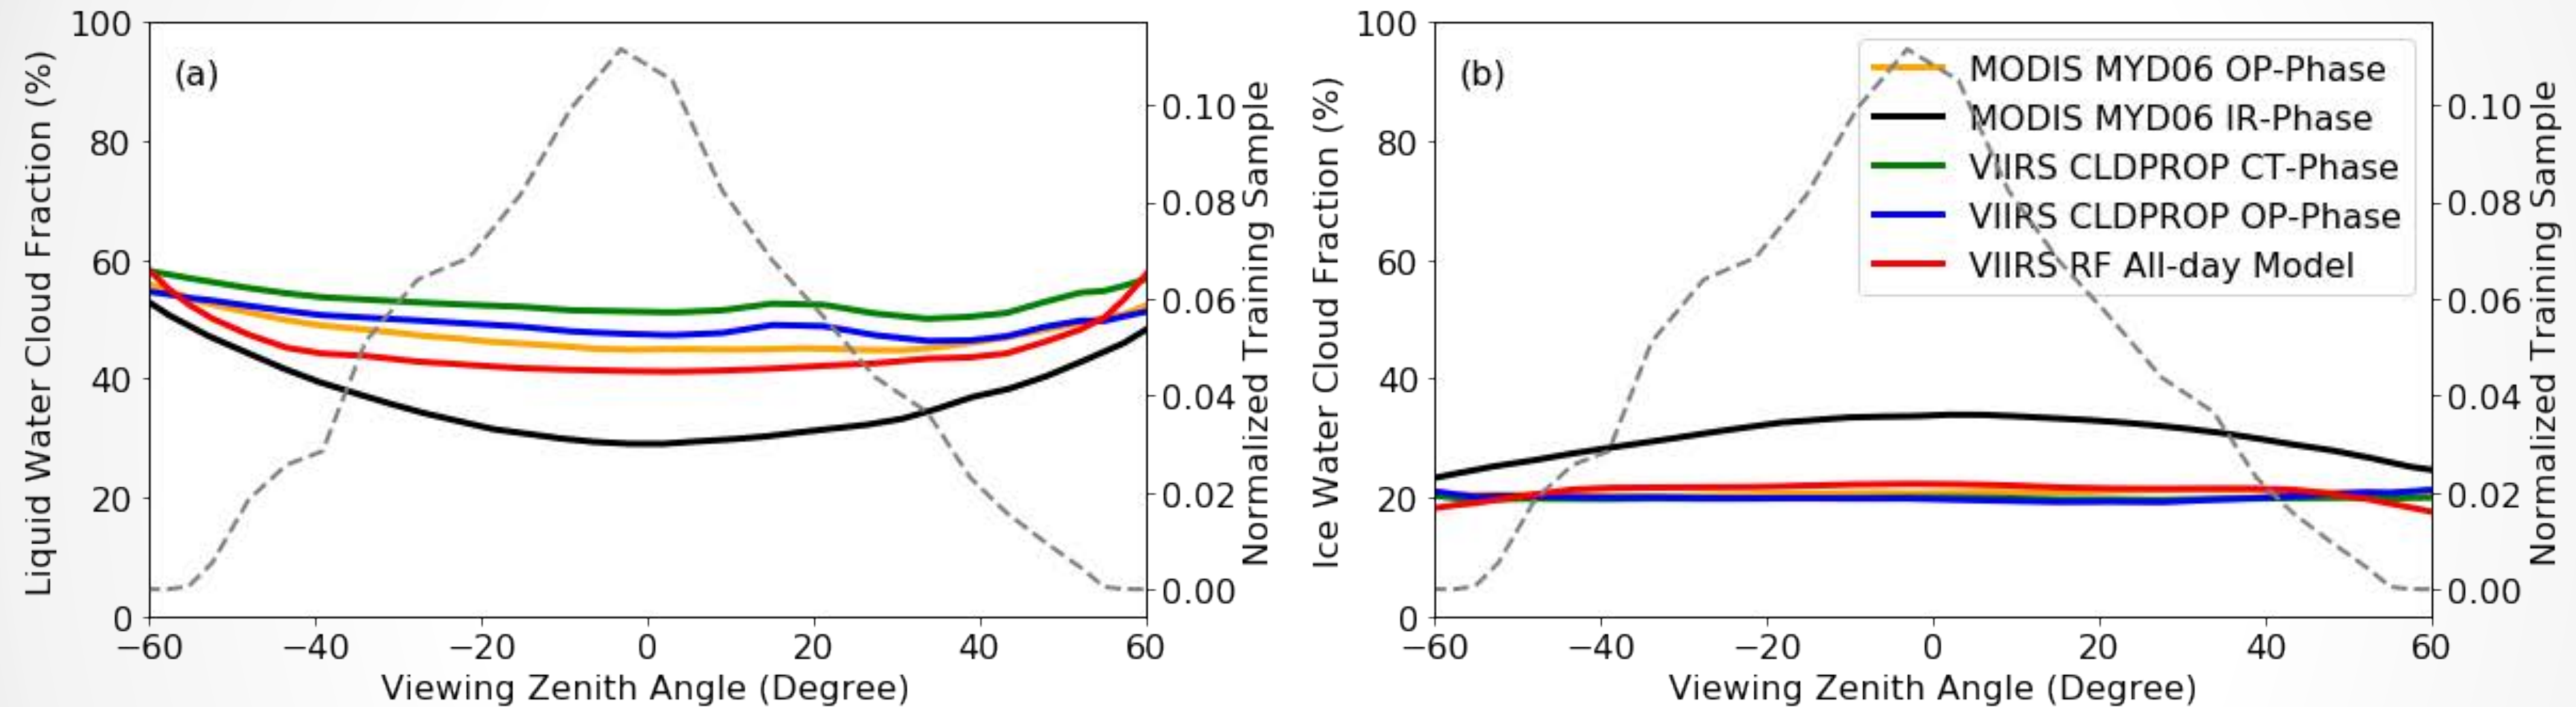 Liquid Water Cloud Fraction (%)
100
80
60
40
20
0
(a)
−60
−40
−20
0
20
40
60
Viewing Zenith Angle (Degree)
0.10
0.08
0.06
0.04
0.02
0.00
Normalized Training Sample
Ice Water Cloud Fraction (%)
100
80
60
40
20
0
(b)
MODIS MYD06 OP-Phase
MODIS MYD06 IR-Phase
VIIRS CLDPROP CT-Phase
VIIRS CLDPROP OP-Phase
VIIRS RF All-day Model
−60
−40
−20
0
20
40
60
Viewing Zenith Angle (Degree)
0.10
0.08
0.06
0.04
0.02
0.00
Normalized Training Sample